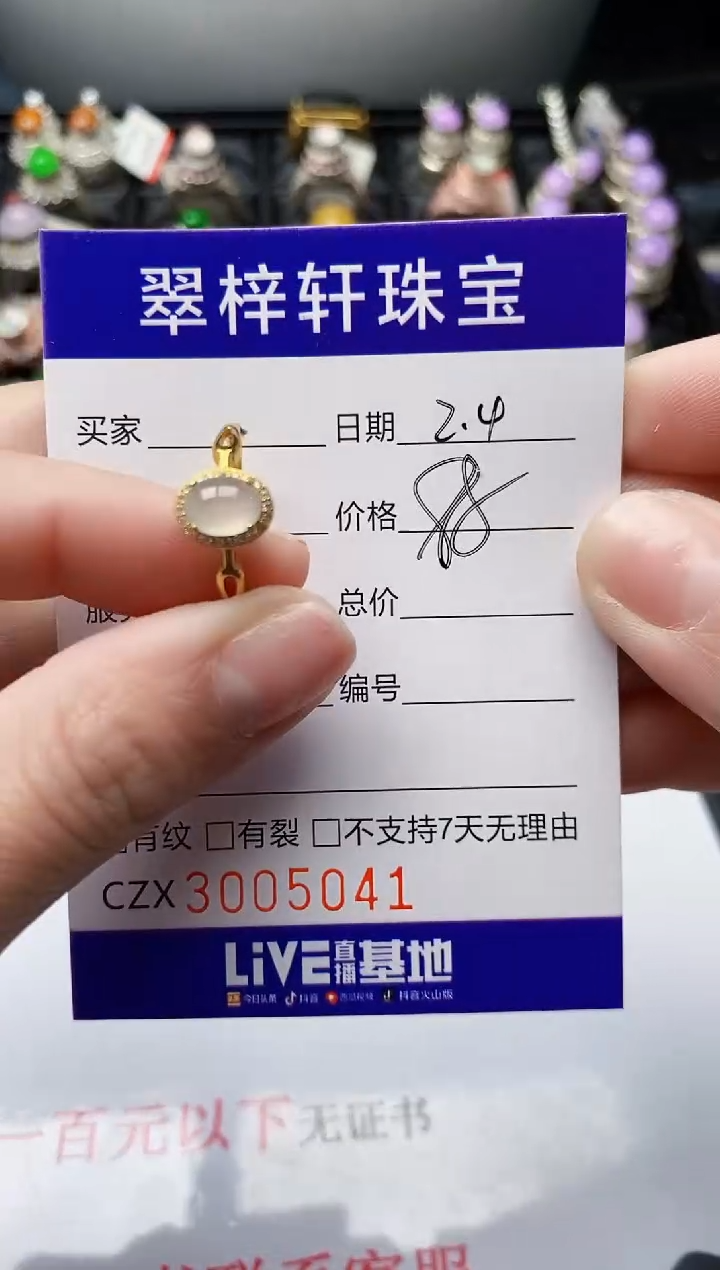 翠梓轩珠宝
买家 日期 2.4
价格
总价
编号
有纹 □有裂 □不支持7天无理由
CZX 3005041
LiVE直播基地
今日头条 抖音 西瓜视频 抖音火山版
一百元以下无证书